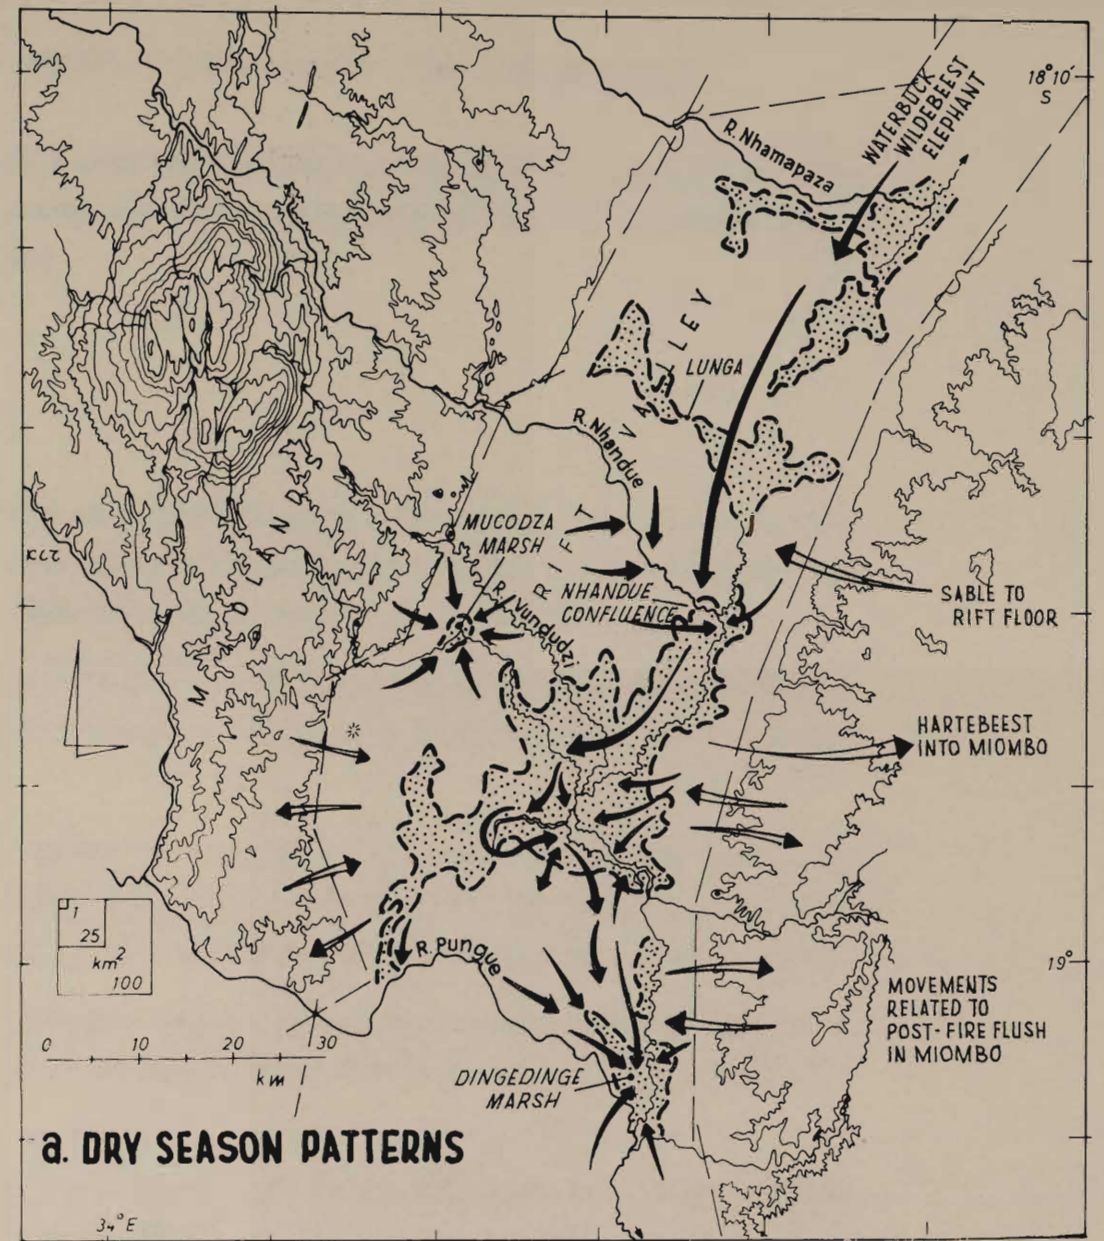 18°10'
S
WATERBUCK
WILDEBEEST
ELEPHANT
R. Nhamapaza
RIFT VALLEY
LUNGA
R. Nhandue
MUCODZA
MARSH
R. Vundudzi
NHANDUE
CONFLUENCE
MIDLANDS
SABLE TO
RIFT FLOOR
HARTEBEEST
INTO MIOMBO
1
25
km²
100
R. Pungue
19°
MOVEMENTS
RELATED TO
POST-FIRE FLUSH
IN MIOMBO
0 10 20 30
km
DINGEDINGE
MARSH
a. DRY SEASON PATTERNS
34°E